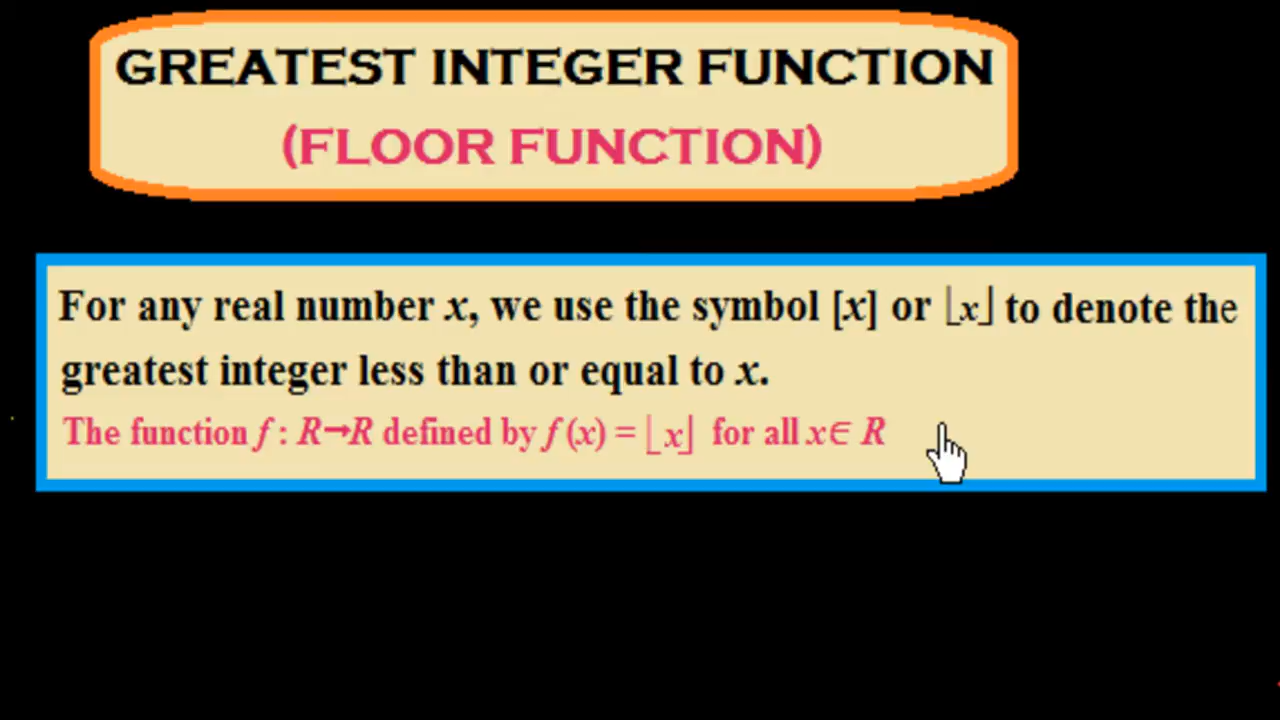 GREATEST INTEGER FUNCTION
(FLOOR FUNCTION)
For any real number x, we use the symbol [x] or ⌊x⌋ to denote the
greatest integer less than or equal to x.
The function f : R→R defined by f (x) = ⌊ x⌋ for all x∈ R